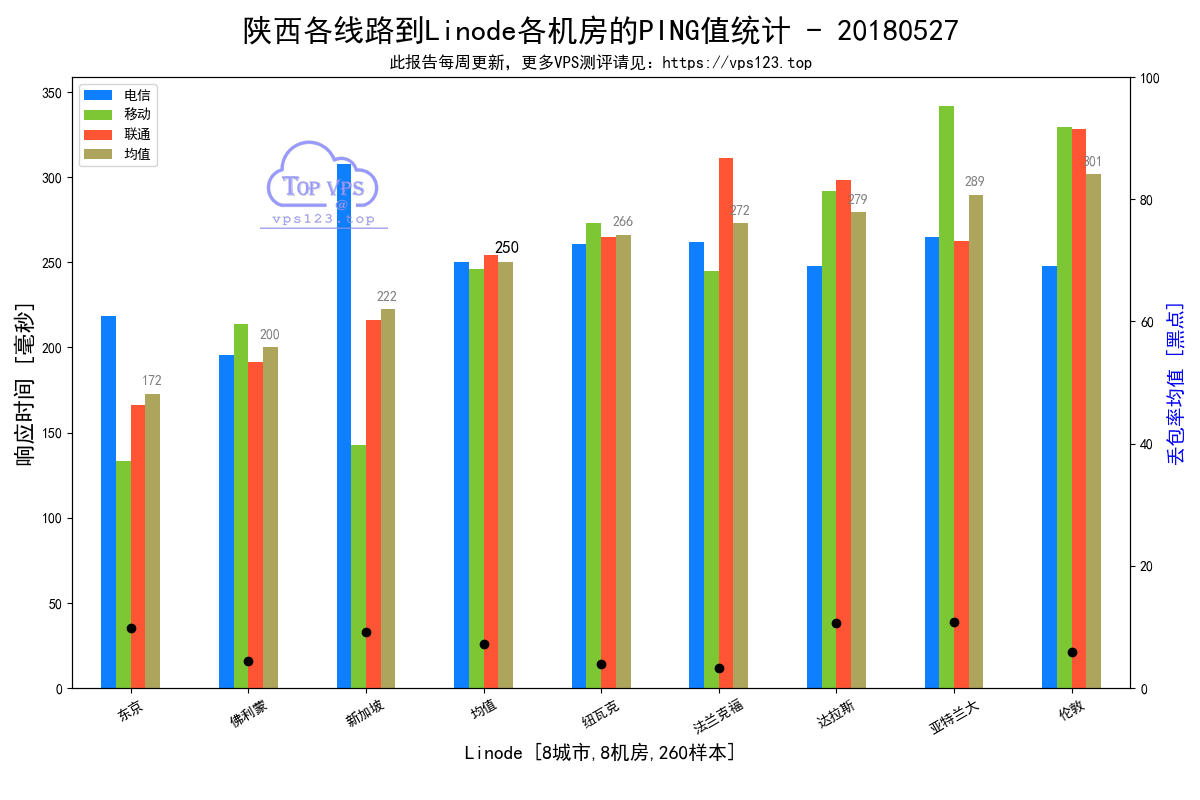 陕西各线路到Linode各机房的PING值统计 - 20180527
此报告每周更新，更多VPS测评请见：https://vps123.top
电信
移动
联通
均值
TOP VPS
@
vps123.top
响应时间 [毫秒]
350
300
250
200
150
100
50
0
172
200
222
250
266
272
279
289
301
100
80
60
40
20
0
丢包率均值 [黑点]
东京
佛利蒙
新加坡
均值
纽瓦克
法兰克福
达拉斯
亚特兰大
伦敦
Linode [8城市,8机房,260样本]